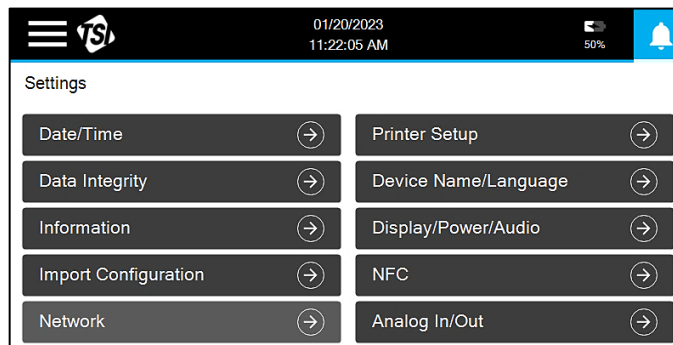 TSI
01/20/2023
11:22:05 AM
50%
Settings
Date/Time
Printer Setup
Data Integrity
Device Name/Language
Information
Display/Power/Audio
Import Configuration
NFC
Network
Analog In/Out